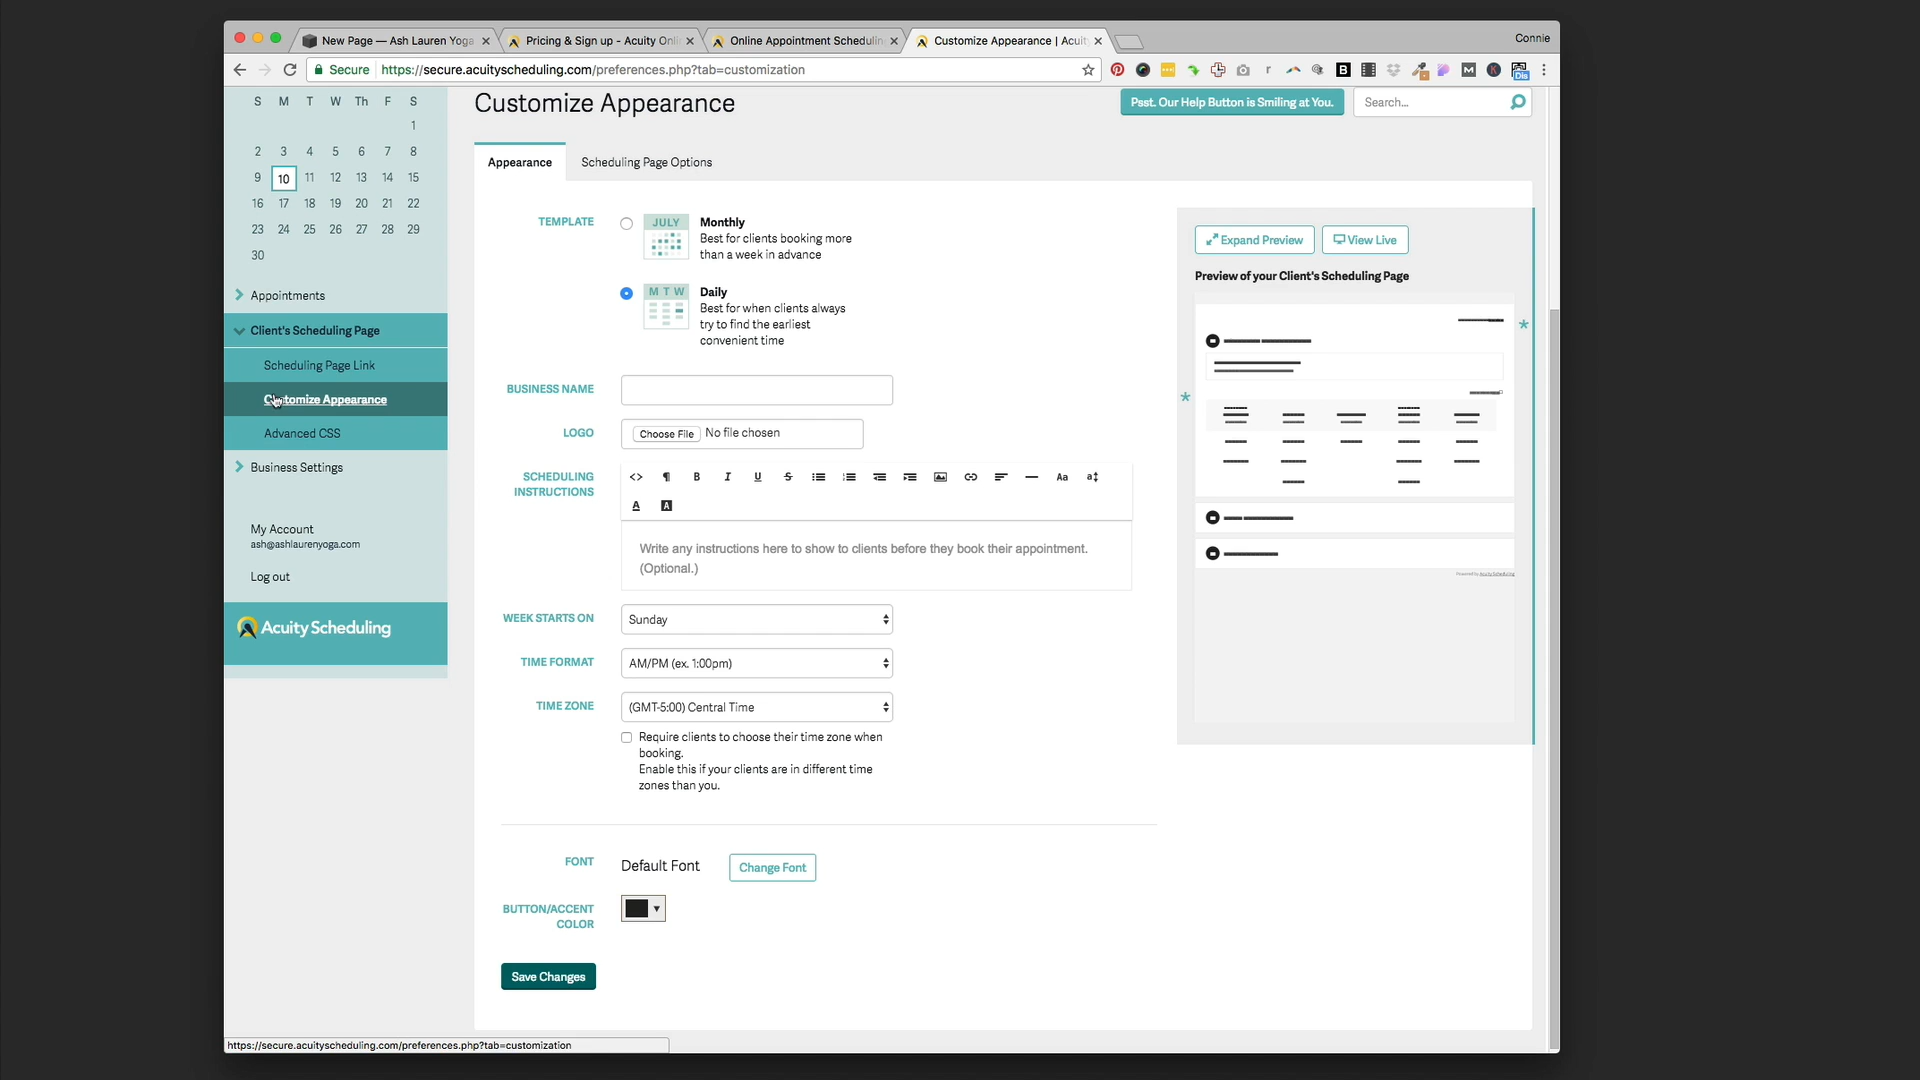 New Page — Ash Lauren Yoga
Pricing & Sign up - Acuity Onli
Online Appointment Scheduling
Customize Appearance | Acuit
Connie
Secure
https://secure.acuityscheduling.com/preferences.php?tab=customization
S M T W Th F S
1
2 3 4 5 6 7 8
9 10 11 12 13 14 15
16 17 18 19 20 21 22
23 24 25 26 27 28 29
30
Appointments
Client's Scheduling Page
Scheduling Page Link
Customize Appearance
Advanced CSS
Business Settings
My Account
ash@ashlaurenyoga.com
Log out
Acuity Scheduling
Customize Appearance
Psst. Our Help Button is Smiling at You.
Search...
Appearance
Scheduling Page Options
TEMPLATE
JULY
Monthly
Best for clients booking more
than a week in advance
M T W
Daily
Best for when clients always
try to find the earliest
convenient time
BUSINESS NAME
LOGO
Choose File No file chosen
SCHEDULING
INSTRUCTIONS
B I U S Aa
A A
Write any instructions here to show to clients before they book their appointment.
(Optional.)
WEEK STARTS ON
Sunday
TIME FORMAT
AM/PM (ex. 1:00pm)
TIME ZONE
(GMT-5:00) Central Time
Require clients to choose their time zone when
booking.
Enable this if your clients are in different time
zones than you.
FONT
Default Font
Change Font
BUTTON/ACCENT
COLOR
Save Changes
Expand Preview
View Live
Preview of your Client's Scheduling Page
Powered by Acuity Scheduling
https://secure.acuityscheduling.com/preferences.php?tab=customization